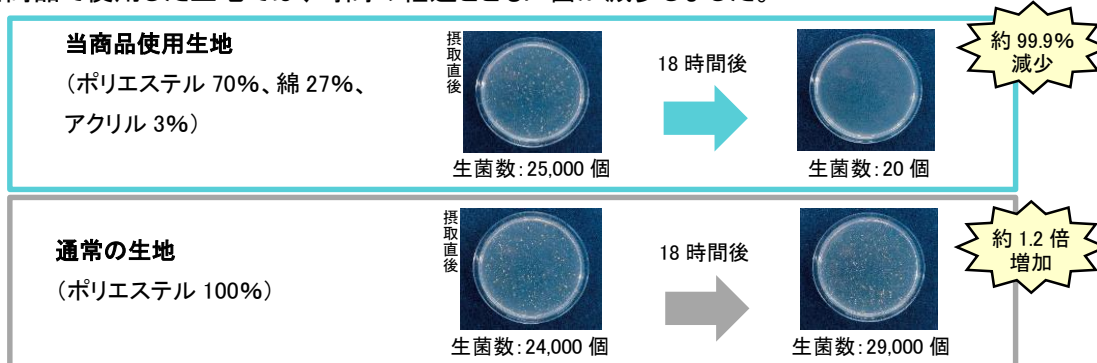 当商品使用生地
(ポリエステル 70%、綿 27%、
アクリル 3%)
摂取直後
18 時間後
約 99.9%
減少
生菌数:25,000 個
生菌数:20 個
通常の生地
(ポリエステル 100%)
摂取直後
18 時間後
約 1.2 倍
増加
生菌数:24,000 個
生菌数:29,000 個